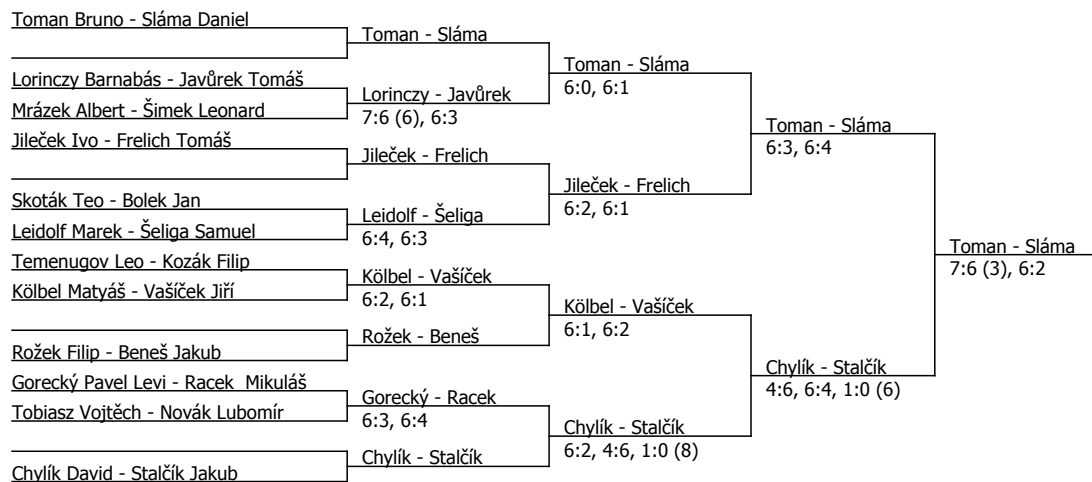 Toman Bruno - Sláma Daniel
Lorinczy Barnabás - Javůrek Tomáš
Mrázek Albert - Šimek Leonard
Jileček Ivo - Frelich Tomáš
Skoták Teo - Bolek Jan
Leidolf Marek - Šeliga Samuel
Temenugov Leo - Kozák Filip
Kölbel Matyáš - Vašíček Jiří
Rožek Filip - Beneš Jakub
Gorecký Pavel Levi - Racek  Mikuláš
Tobiasz Vojtěch - Novák Lubomír
Chylík David - Stalčík Jakub
Toman - Sláma
Lorinczy - Javůrek
7:6 (6), 6:3
Jileček - Frelich
Leidolf - Šeliga
6:4, 6:3
Kölbel - Vašíček
6:2, 6:1
Rožek - Beneš
Gorecký - Racek
6:3, 6:4
Chylík - Stalčík
Toman - Sláma
6:0, 6:1
Jileček - Frelich
6:2, 6:1
Kölbel - Vašíček
6:1, 6:2
Chylík - Stalčík
6:2, 4:6, 1:0 (8)
Toman - Sláma
6:3, 6:4
Chylík - Stalčík
4:6, 6:4, 1:0 (6)
Toman - Sláma
7:6 (3), 6:2